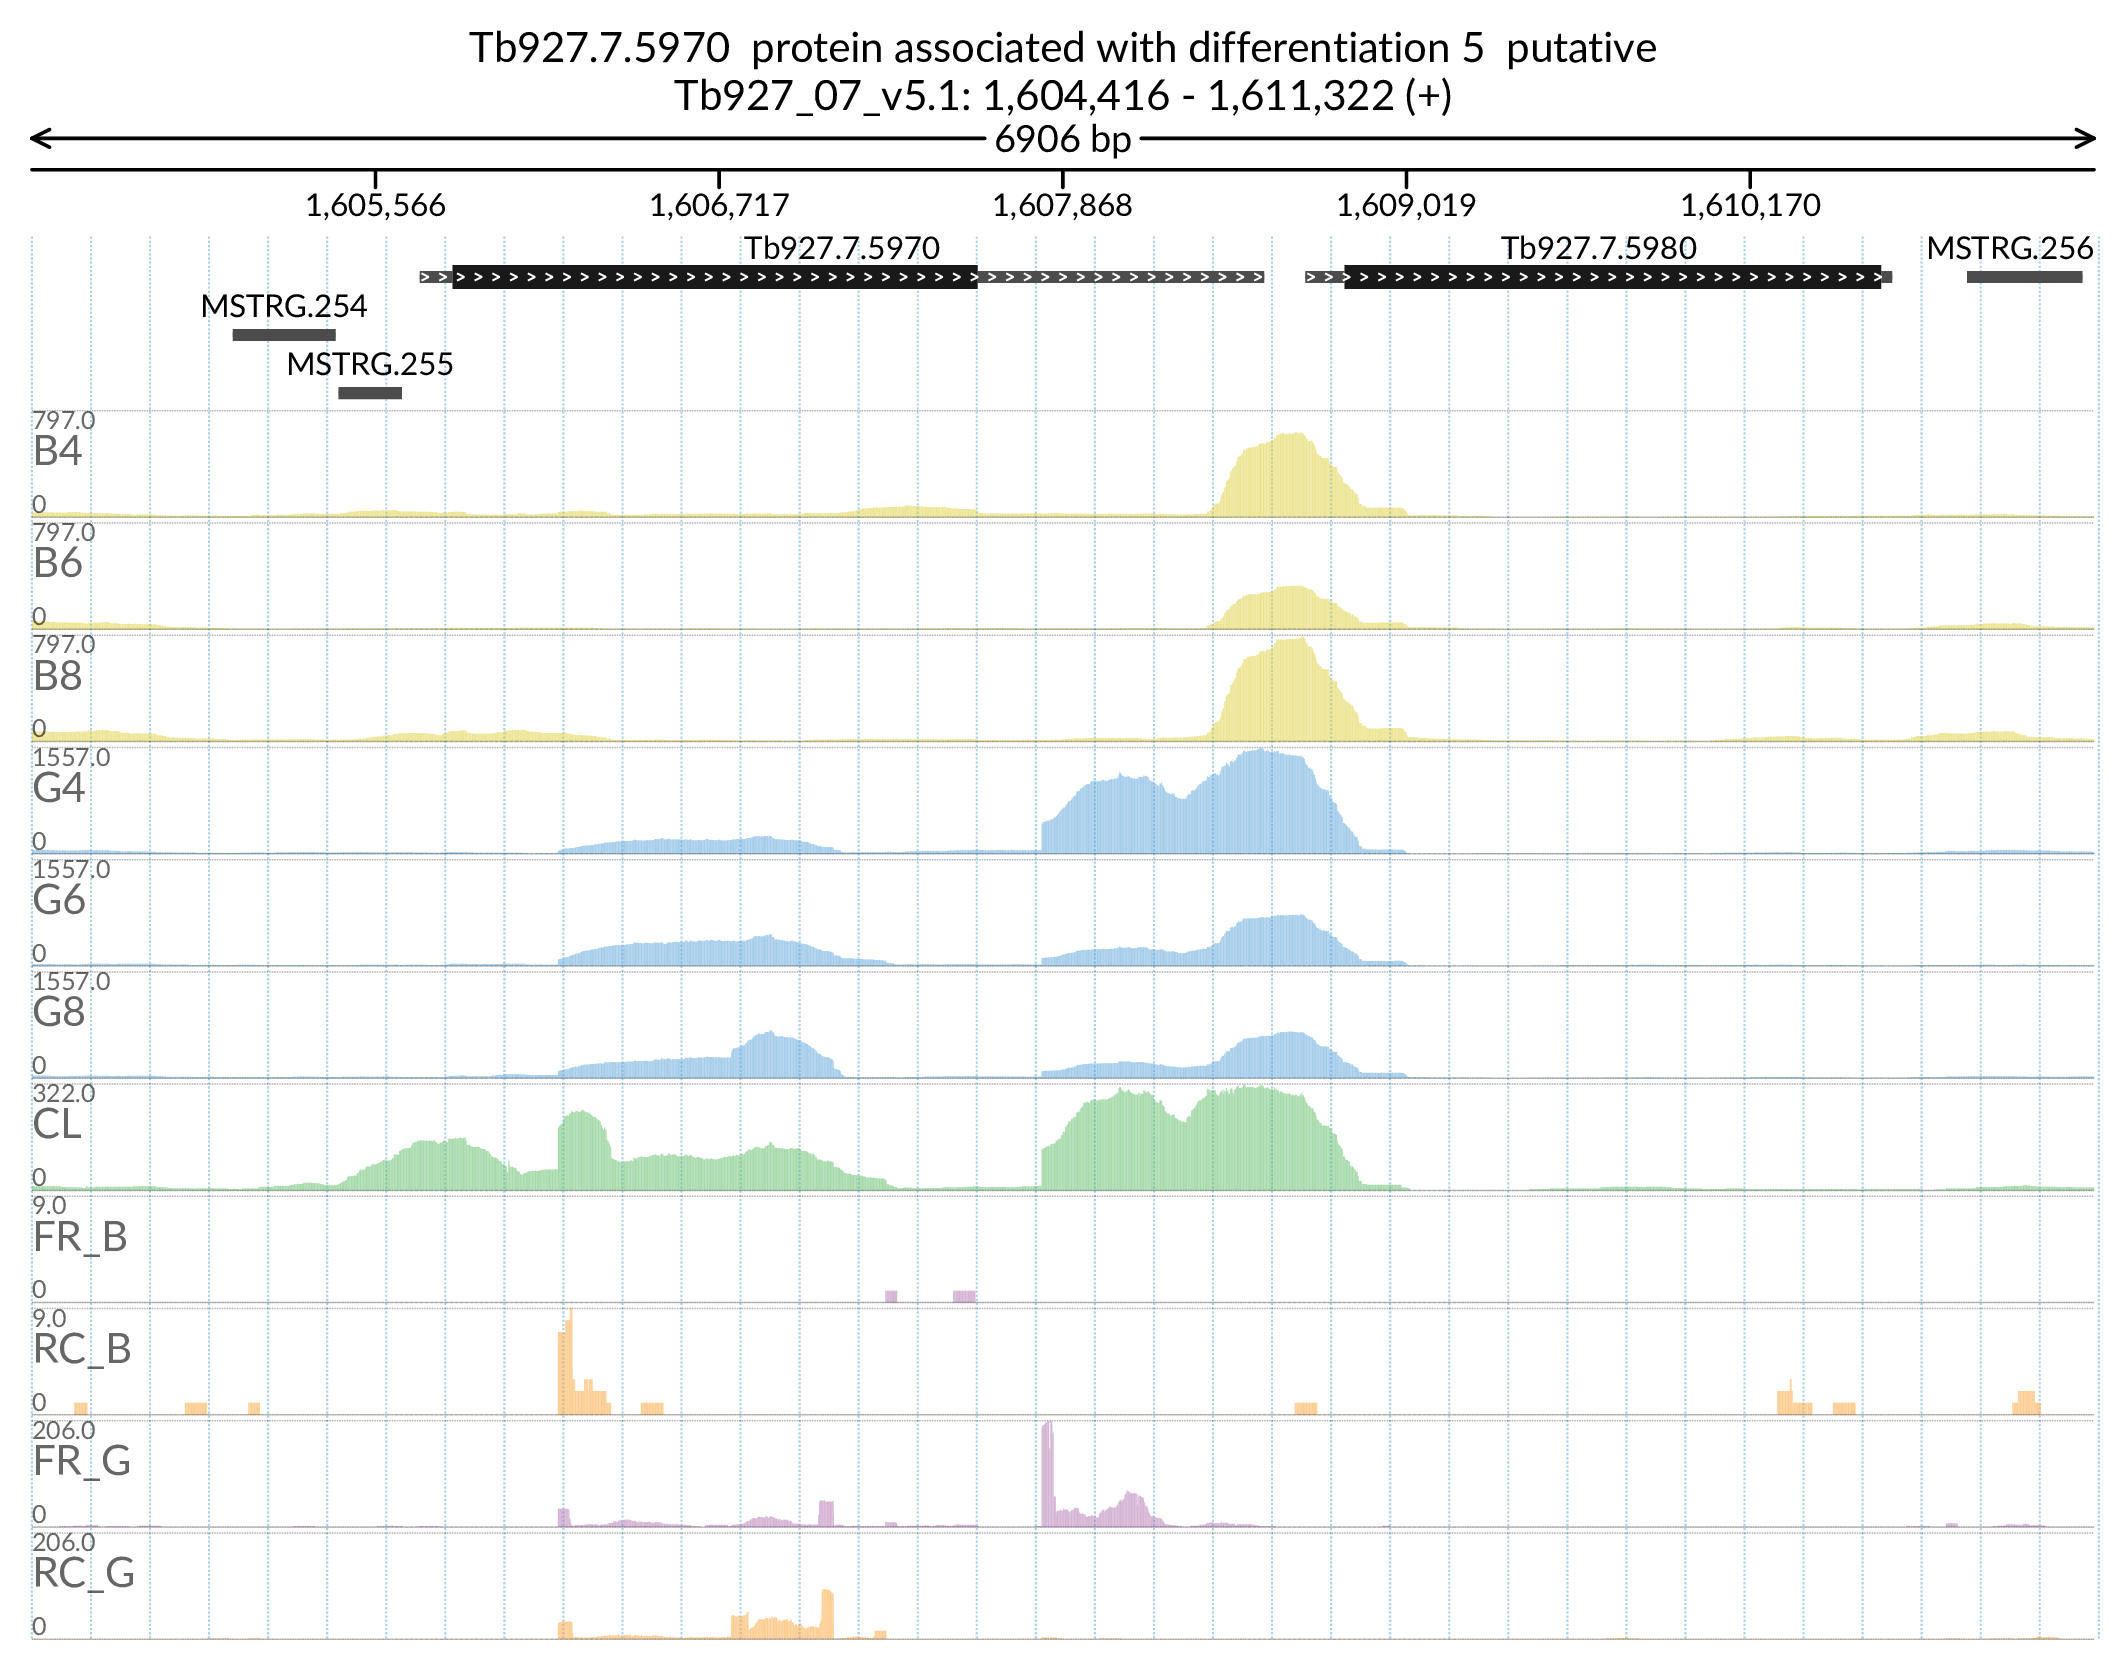 Tb927.7.5970  protein associated with differentiation 5  putative
Tb927_07_v5.1: 1,604,416 - 1,611,322 (+)
6906 bp
1,605,566 1,606,717 1,607,868 1,609,019 1,610,170
Tb927.7.5970 Tb927.7.5980 MSTRG.256
MSTRG.254
MSTRG.255
797.0
B4
0
797.0
B6
0
797.0
B8
0
1557.0
G4
0
1557.0
G6
0
1557.0
G8
0
322.0
CL
0
9.0
FR_B
0
9.0
RC_B
0
206.0
FR_G
0
206.0
RC_G
0